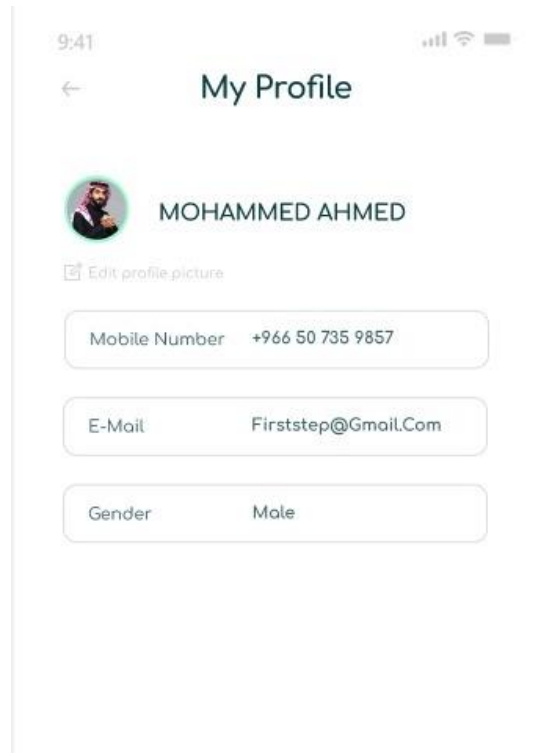 9:41
My Profile
MOHAMMED AHMED
Edit profile picture
Mobile Number +966 50 735 9857
E-Mail Firststep@Gmail.Com
Gender Male